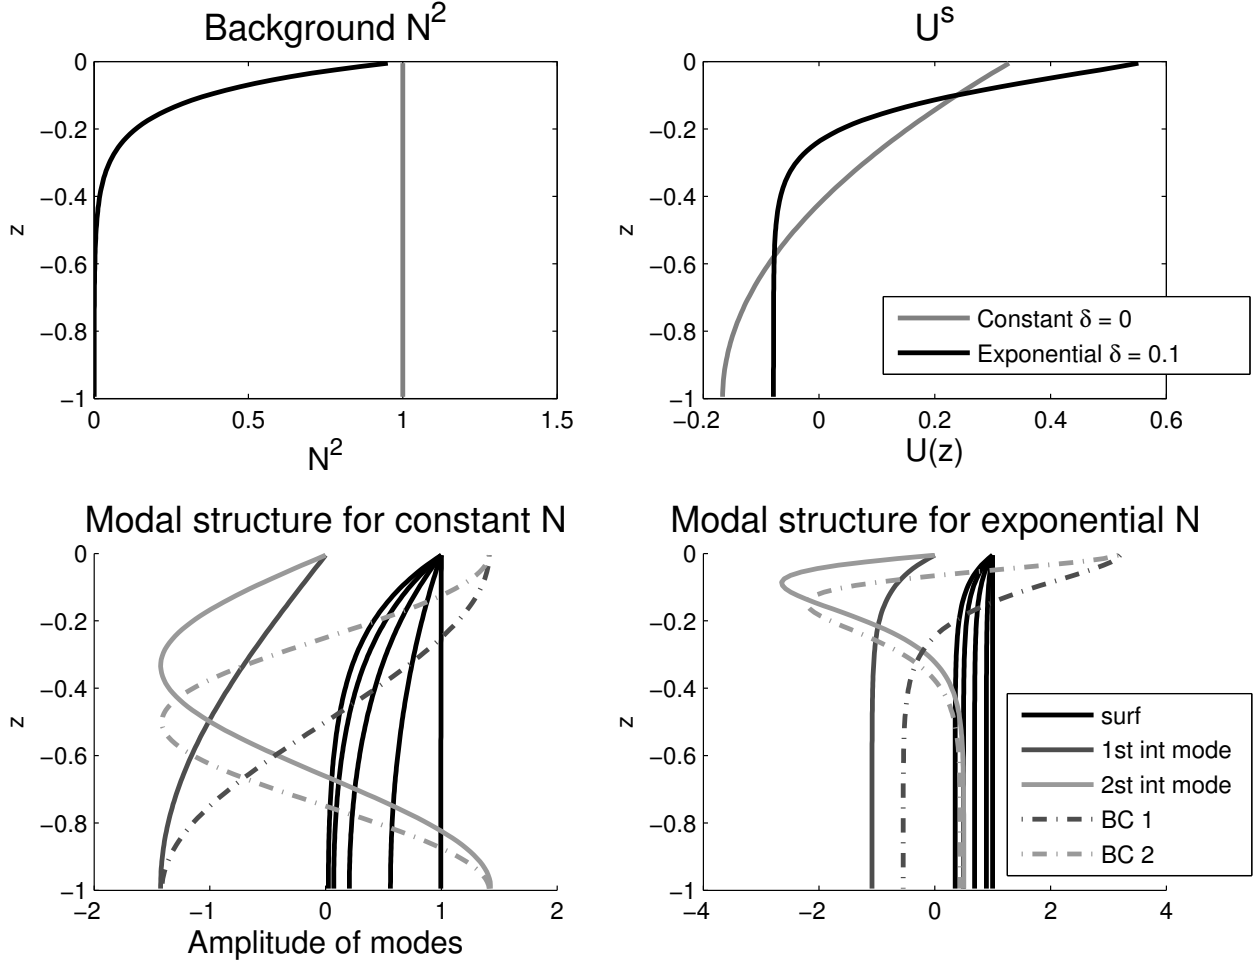 Background N²
0
−0.2
−0.4
−0.6
−0.8
−1
z
0
0.5
1
1.5
N²
Uˢ
0
−0.2
−0.4
−0.6
−0.8
−1
z
−0.2
0
0.2
0.4
0.6
U(z)
Constant δ = 0
Exponential δ = 0.1
Modal structure for constant N
0
−0.2
−0.4
−0.6
−0.8
−1
z
−2
−1
0
1
2
Amplitude of modes
Modal structure for exponential N
0
−0.2
−0.4
−0.6
−0.8
−1
z
−4
−2
0
2
4
surf
1st int mode
2st int mode
BC 1
BC 2